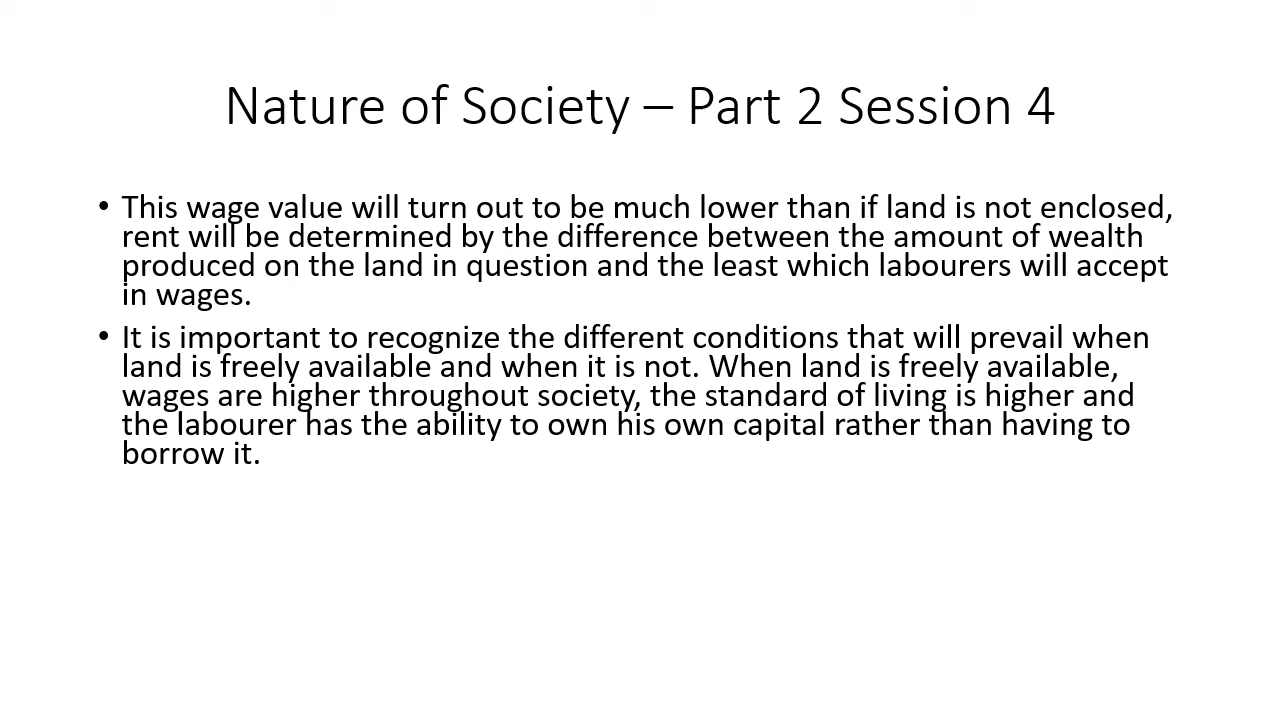 Nature of Society – Part 2 Session 4
• This wage value will turn out to be much lower than if land is not enclosed,
rent will be determined by the difference between the amount of wealth
produced on the land in question and the least which labourers will accept
in wages.
• It is important to recognize the different conditions that will prevail when
land is freely available and when it is not. When land is freely available,
wages are higher throughout society, the standard of living is higher and
the labourer has the ability to own his own capital rather than having to
borrow it.